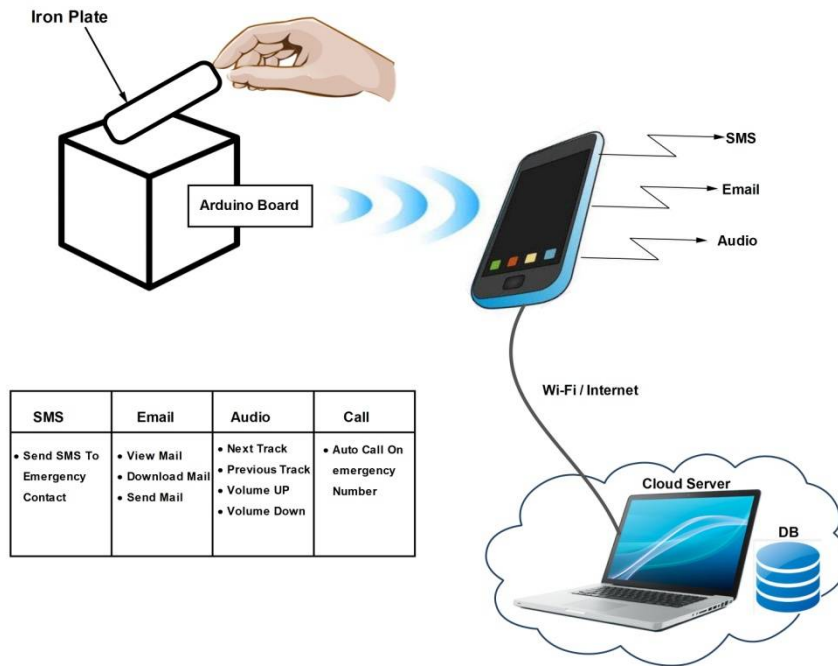 Iron Plate
Arduino Board
SMS
Email
Audio
Wi-Fi / Internet
Cloud Server
DB
SMS
• Send SMS To
Emergency
Contact
Email
• View Mail
• Download Mail
• Send Mail
Audio
• Next Track
• Previous Track
• Volume UP
• Volume Down
Call
• Auto Call On
emergency
Number